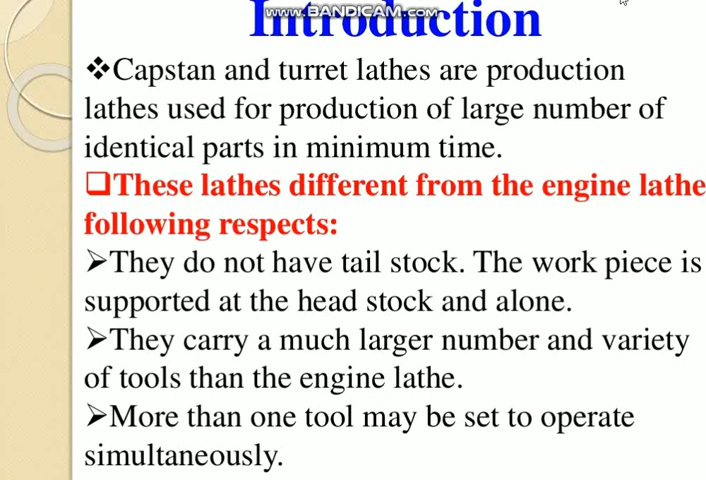 Introduction
www.BANDICAM.com
❖Capstan and turret lathes are production
lathes used for production of large number of
identical parts in minimum time.
❑These lathes different from the engine lathe
following respects:
➢They do not have tail stock. The work piece is
supported at the head stock and alone.
➢They carry a much larger number and variety
of tools than the engine lathe.
➢More than one tool may be set to operate
simultaneously.